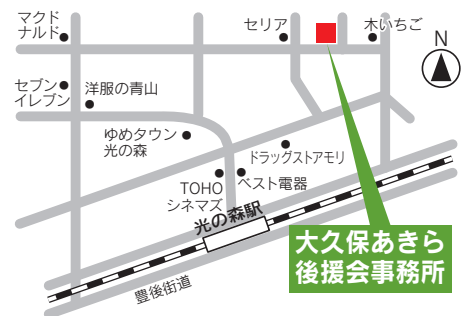 マクド
ナルド
セリア
木いちご
N
セブン
イレブン
洋服の青山
ゆめタウン
光の森
ドラッグストアモリ
TOHO
シネマズ
ベスト電器
光の森駅
大久保あきら
後援会事務所
豊後街道